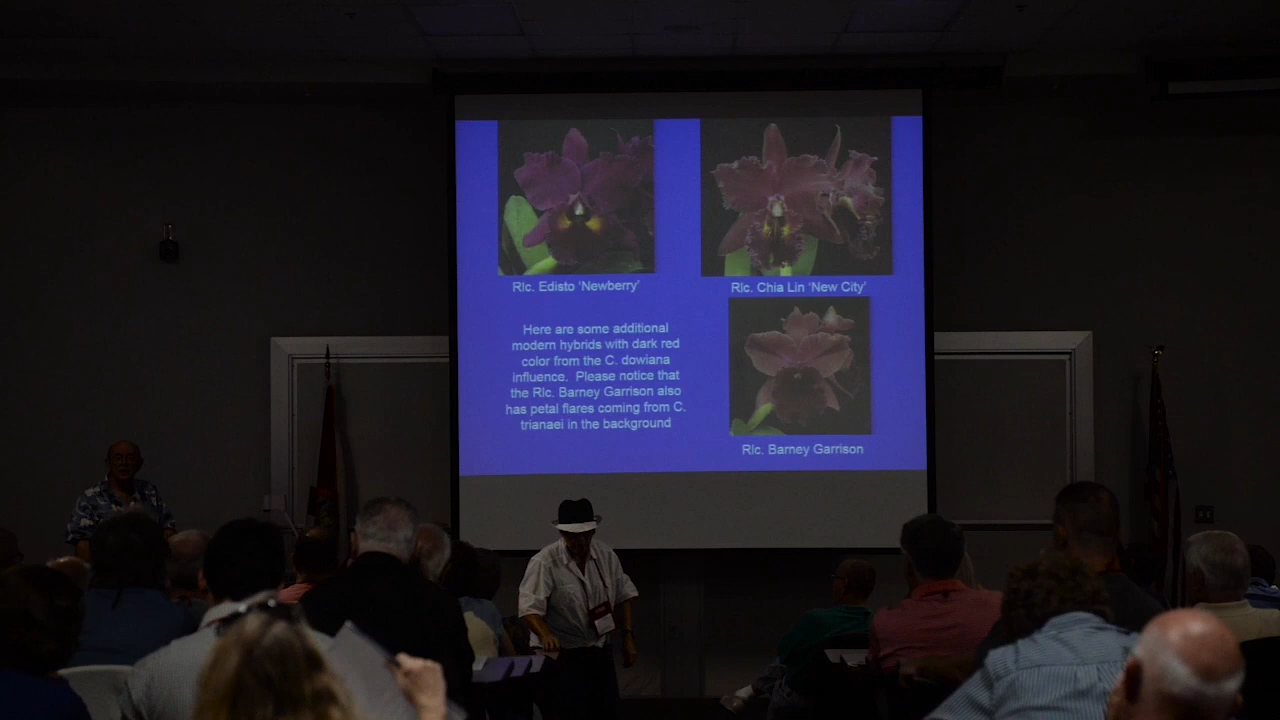 Rlc. Edisto ‘Newberry’
Rlc. Chia Lin ‘New City’
Here are some additional
modern hybrids with dark red
color from the C. dowiana
influence. Please notice that
the Rlc. Barney Garrison also
has petal flares coming from C.
trianaei in the background
Rlc. Barney Garrison